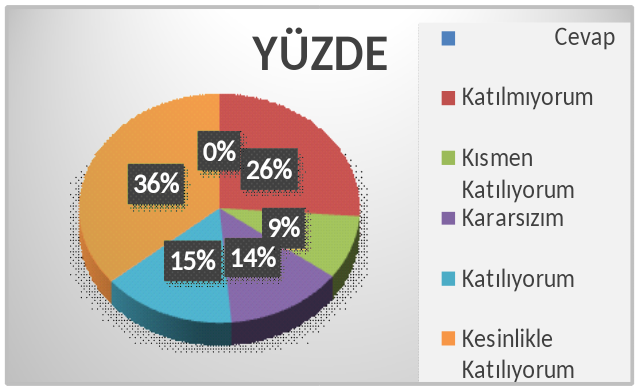 YÜZDE
Cevap
Katılmıyorum
Kısmen
Katılıyorum
Kararsızım
Katılıyorum
Kesinlikle
Katılıyorum
0%
26%
36%
9%
15%
14%